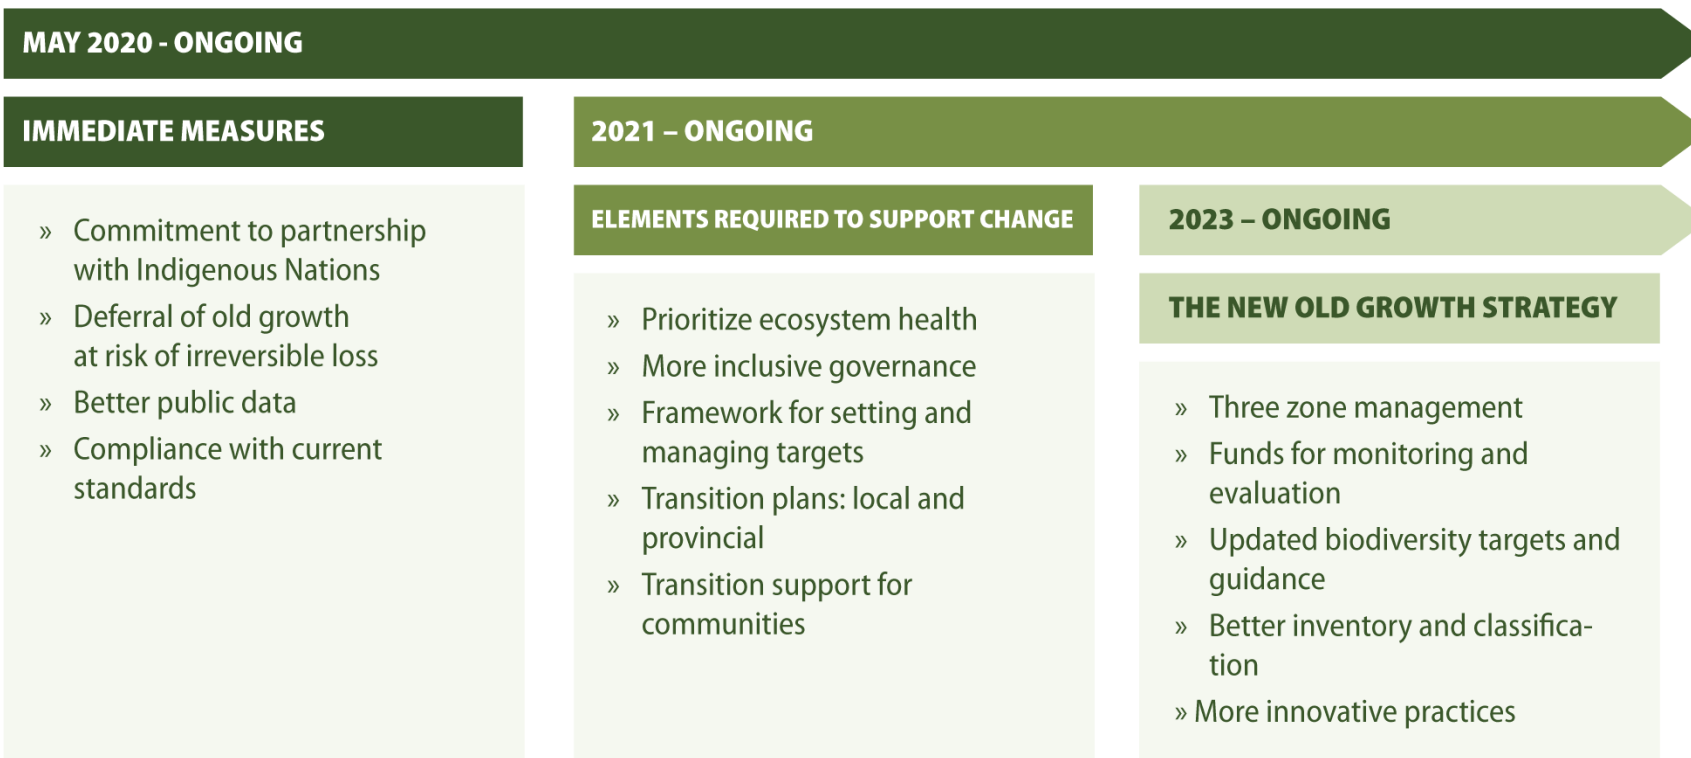 MAY 2020 - ONGOING
IMMEDIATE MEASURES
» Commitment to partnership
with Indigenous Nations
» Deferral of old growth
at risk of irreversible loss
» Better public data
» Compliance with current
standards
2021 – ONGOING
ELEMENTS REQUIRED TO SUPPORT CHANGE
» Prioritize ecosystem health
» More inclusive governance
» Framework for setting and
managing targets
» Transition plans: local and
provincial
» Transition support for
communities
2023 – ONGOING
THE NEW OLD GROWTH STRATEGY
» Three zone management
» Funds for monitoring and
evaluation
» Updated biodiversity targets and
guidance
» Better inventory and classifica-
tion
» More innovative practices